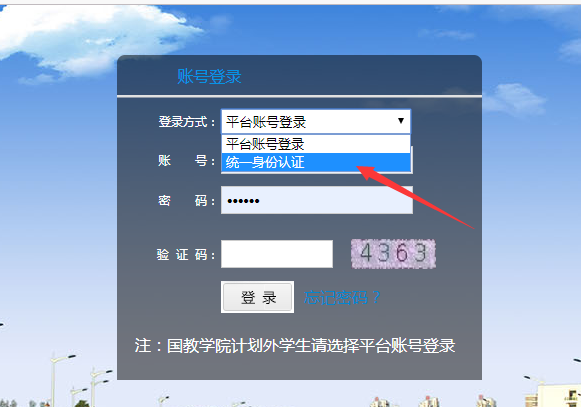 账号登录
登录方式： 平台账号登录 ▼
平台账号登录
账 号： 统一身份认证
密 码： ••••••
验 证 码： 4363
登 录 忘记密码？
注：国教学院计划外学生请选择平台账号登录